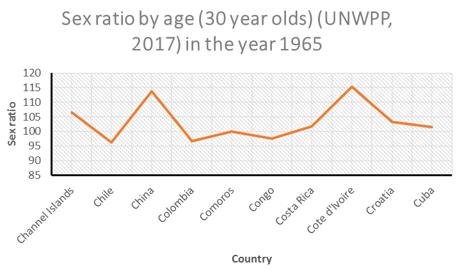 Sex ratio by age (30 year olds) (UNWPP,
2017) in the year 1965
120
115
110
105
100
95
90
85
Sex ratio
Channel Islands
Chile
China
Colombia
Comoros
Congo
Costa Rica
Cote d'Ivoire
Croatia
Cuba
Country